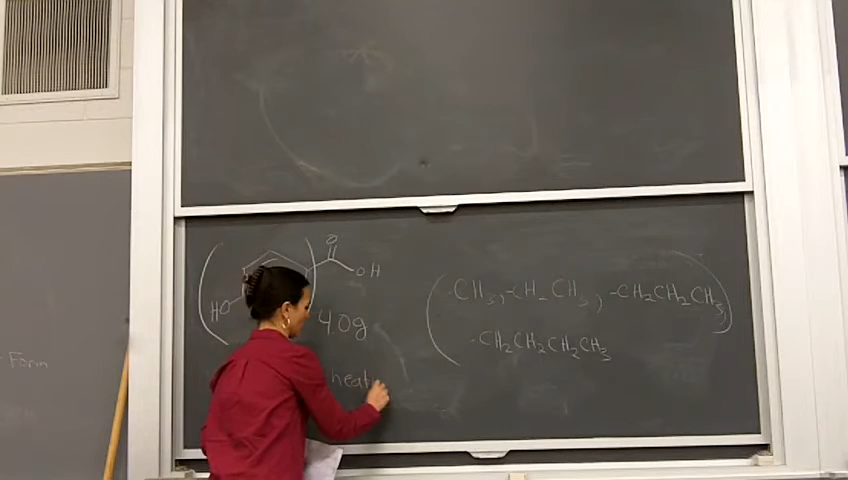 O
OH
HO
-CH3, -CH2CH3, -CH2CH2CH3
40g
-CH2CH2CH2CH3
Form
heat